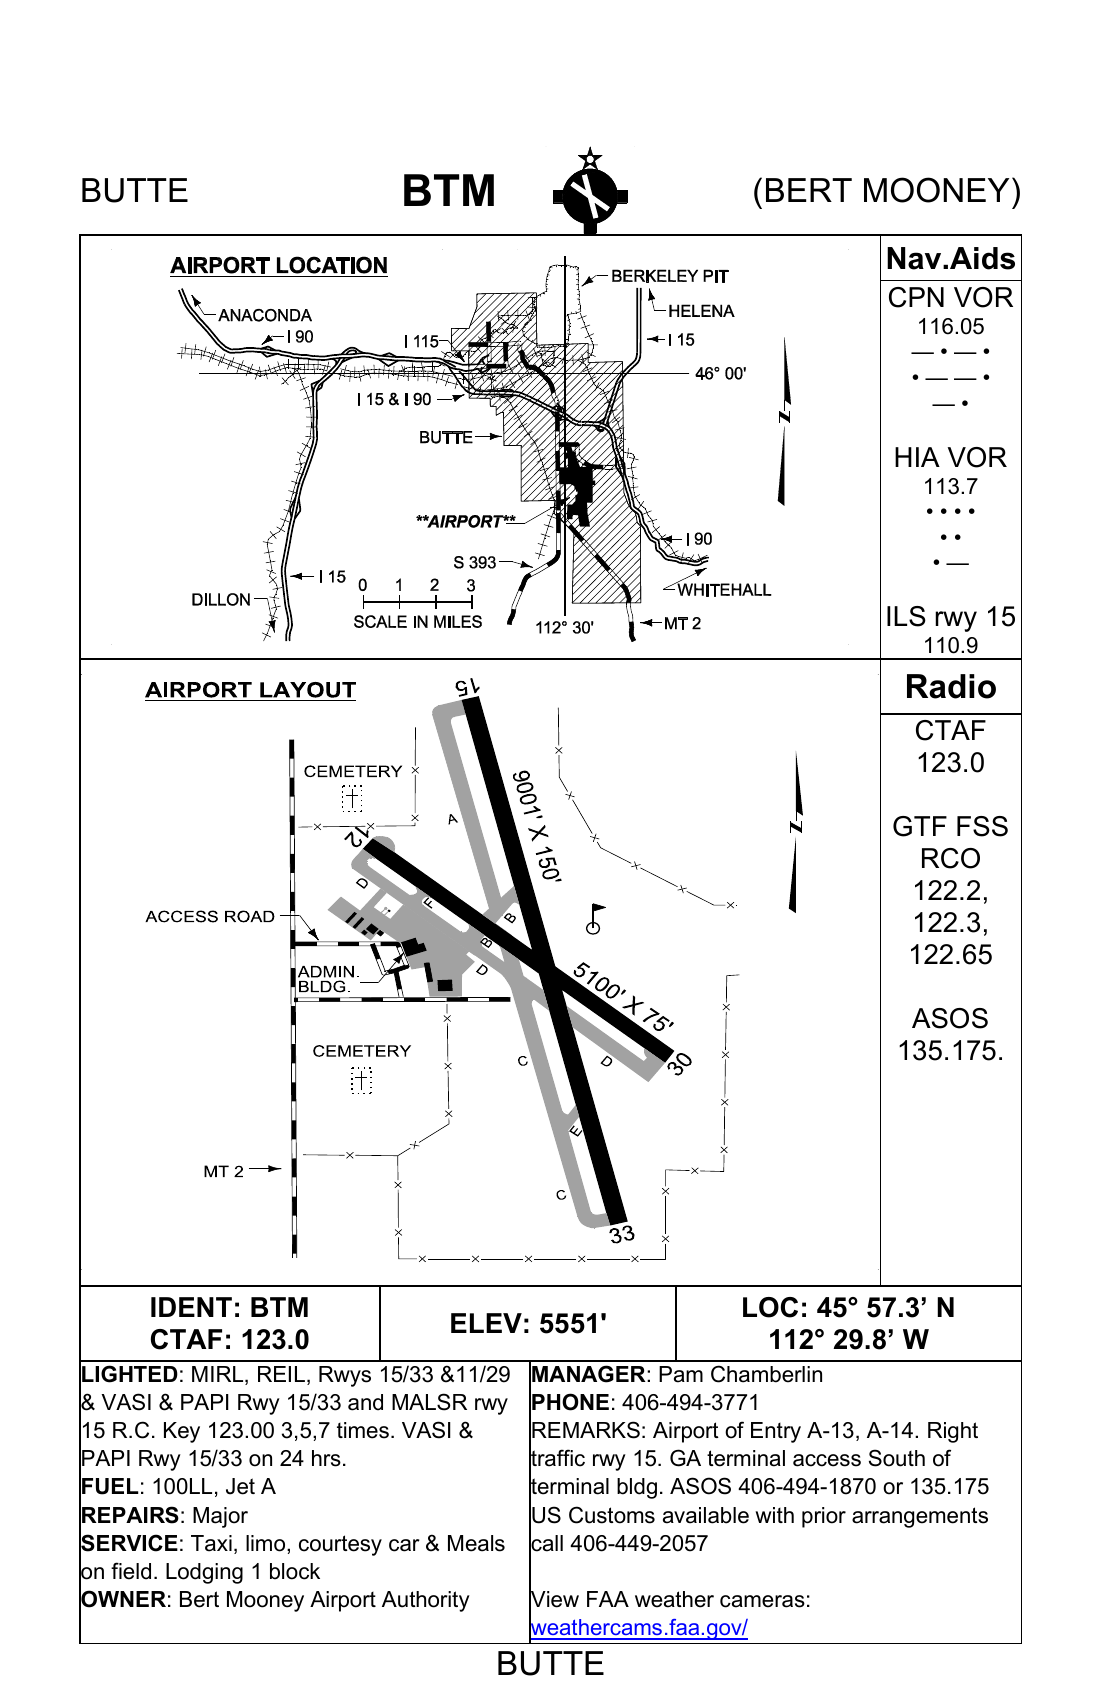 BUTTE BTM (BERT MOONEY)
AIRPORT LOCATION
BERKELEY PIT
ANACONDA
HELENA
I 90
I 115
I 15
46° 00'
I 15 & I 90
BUTTE
N
**AIRPORT**
I 90
S 393
I 15
0 1 2 3
WHITEHALL
DILLON
SCALE IN MILES
112° 30'
MT 2
Nav.Aids
CPN VOR
116.05
— • — •
• — — •
— •
HIA VOR
113.7
• • • •
• •
• —
ILS rwy 15
110.9
AIRPORT LAYOUT
15
CEMETERY
9001' X 150'
A
N
12
D
F
B
ACCESS ROAD
B
D
ADMIN.
BLDG.
5100' X 75'
CEMETERY
C
D
30
E
MT 2
C
33
Radio
CTAF
123.0
GTF FSS
RCO
122.2,
122.3,
122.65
ASOS
135.175.
IDENT: BTM
CTAF: 123.0
ELEV: 5551'
LOC: 45° 57.3’ N
112° 29.8’ W
LIGHTED: MIRL, REIL, Rwys 15/33 &11/29
& VASI & PAPI Rwy 15/33 and MALSR rwy
15 R.C. Key 123.00 3,5,7 times. VASI &
PAPI Rwy 15/33 on 24 hrs.
FUEL: 100LL, Jet A
REPAIRS: Major
SERVICE: Taxi, limo, courtesy car & Meals
on field. Lodging 1 block
OWNER: Bert Mooney Airport Authority
MANAGER: Pam Chamberlin
PHONE: 406-494-3771
REMARKS: Airport of Entry A-13, A-14. Right
traffic rwy 15. GA terminal access South of
terminal bldg. ASOS 406-494-1870 or 135.175
US Customs available with prior arrangements
call 406-449-2057
View FAA weather cameras:
weathercams.faa.gov/
BUTTE